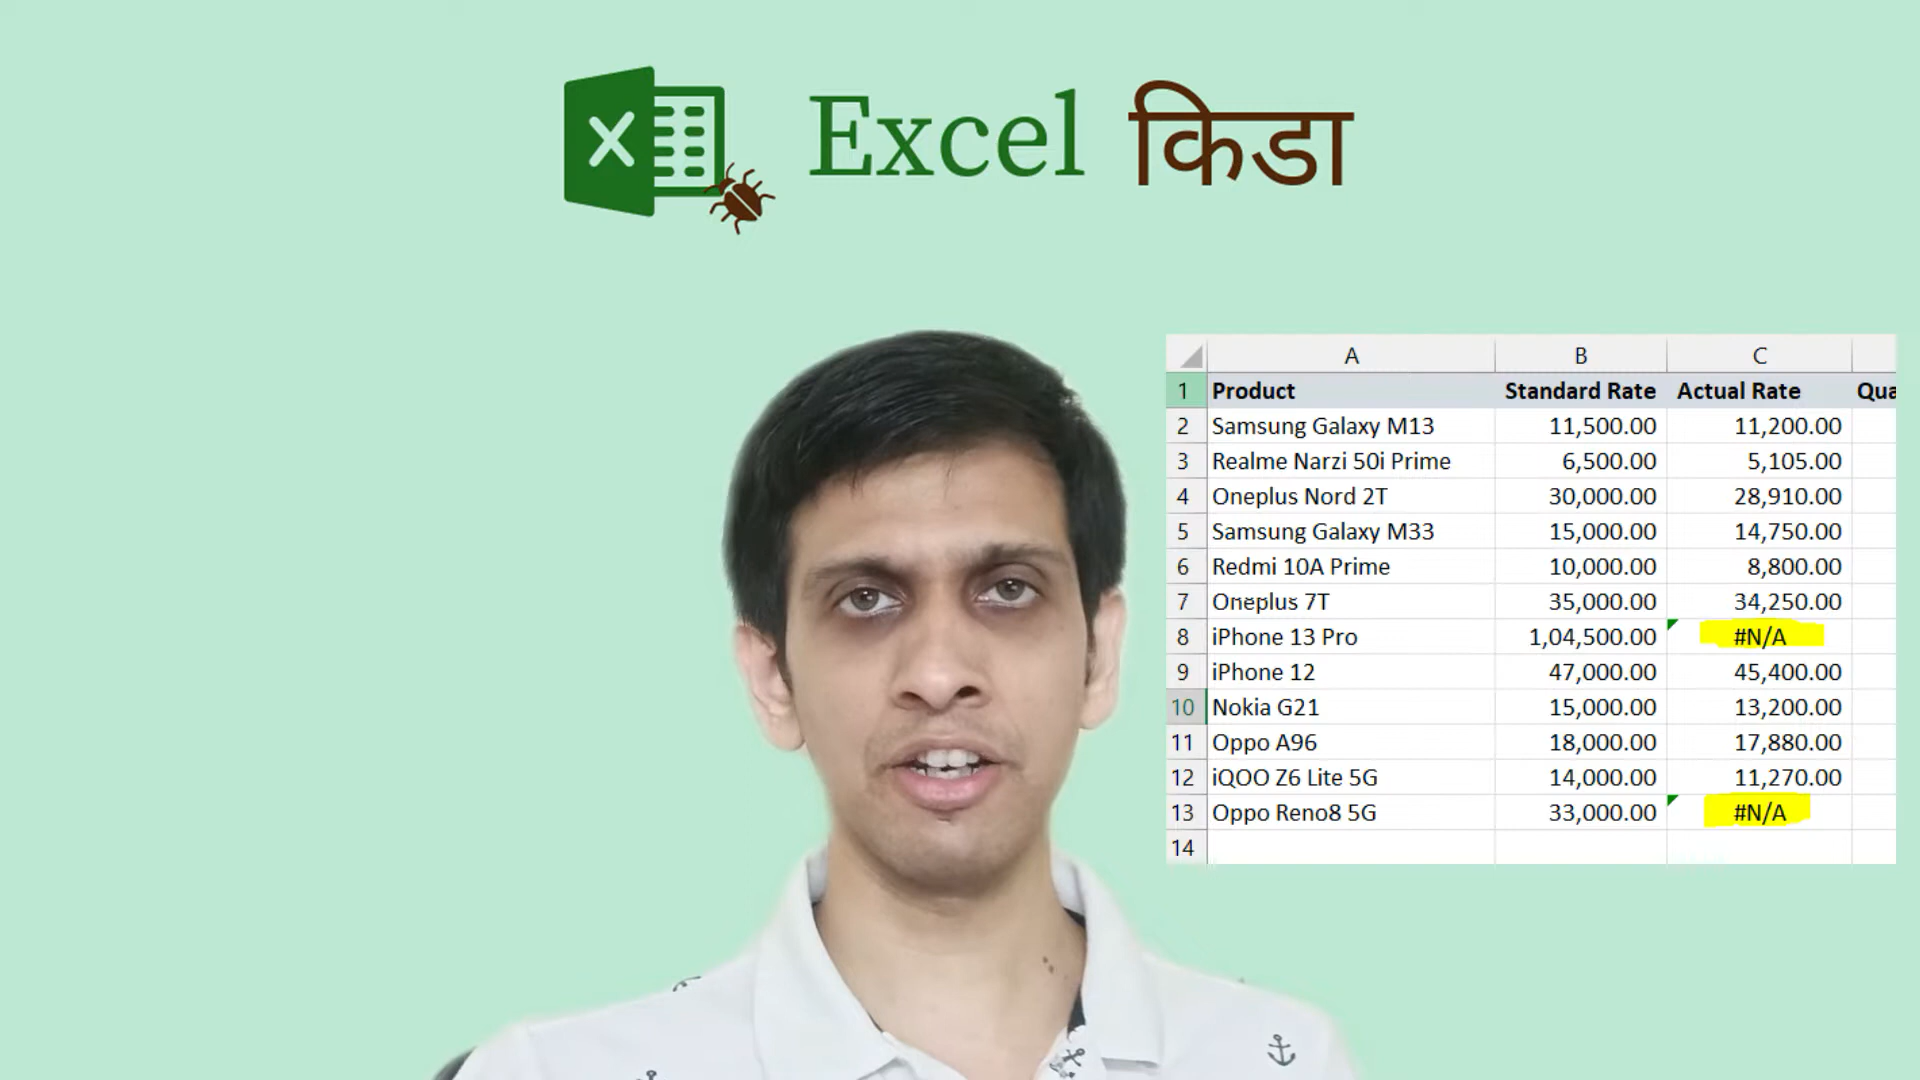 X Excel किडा
A B C
1 Product Standard Rate Actual Rate Qua
2 Samsung Galaxy M13 11,500.00 11,200.00
3 Realme Narzi 50i Prime 6,500.00 5,105.00
4 Oneplus Nord 2T 30,000.00 28,910.00
5 Samsung Galaxy M33 15,000.00 14,750.00
6 Redmi 10A Prime 10,000.00 8,800.00
7 Oneplus 7T 35,000.00 34,250.00
8 iPhone 13 Pro 1,04,500.00 #N/A
9 iPhone 12 47,000.00 45,400.00
10 Nokia G21 15,000.00 13,200.00
11 Oppo A96 18,000.00 17,880.00
12 iQOO Z6 Lite 5G 14,000.00 11,270.00
13 Oppo Reno8 5G 33,000.00 #N/A
14